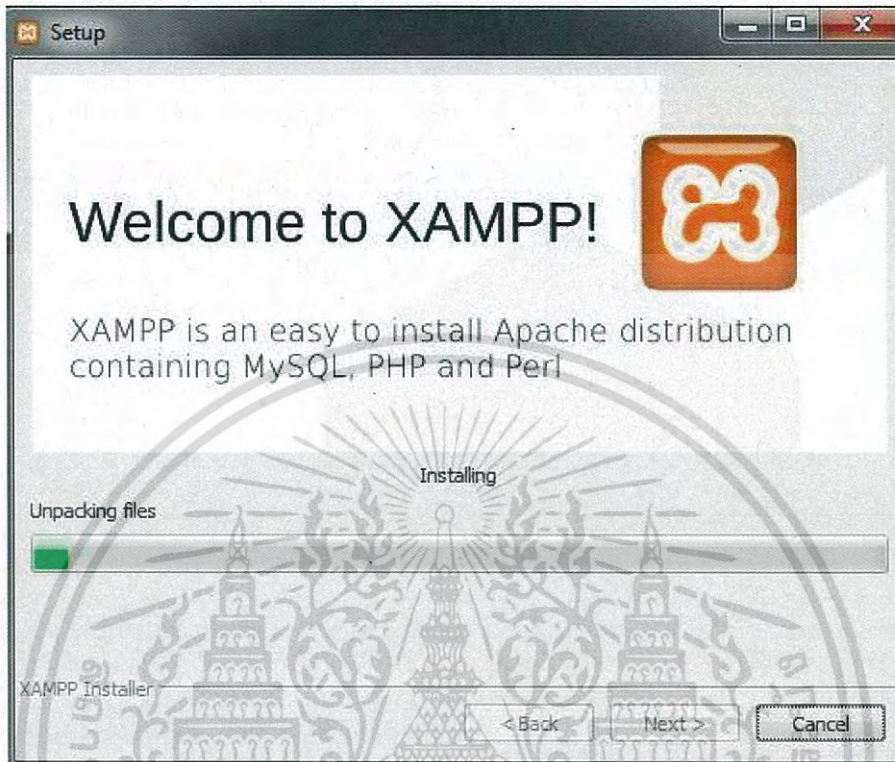 Setup
Welcome to XAMPP!
XAMPP is an easy to install Apache distribution
containing MySQL, PHP and Perl
Installing
Unpacking files
XAMPP Installer
< Back
Next >
Cancel